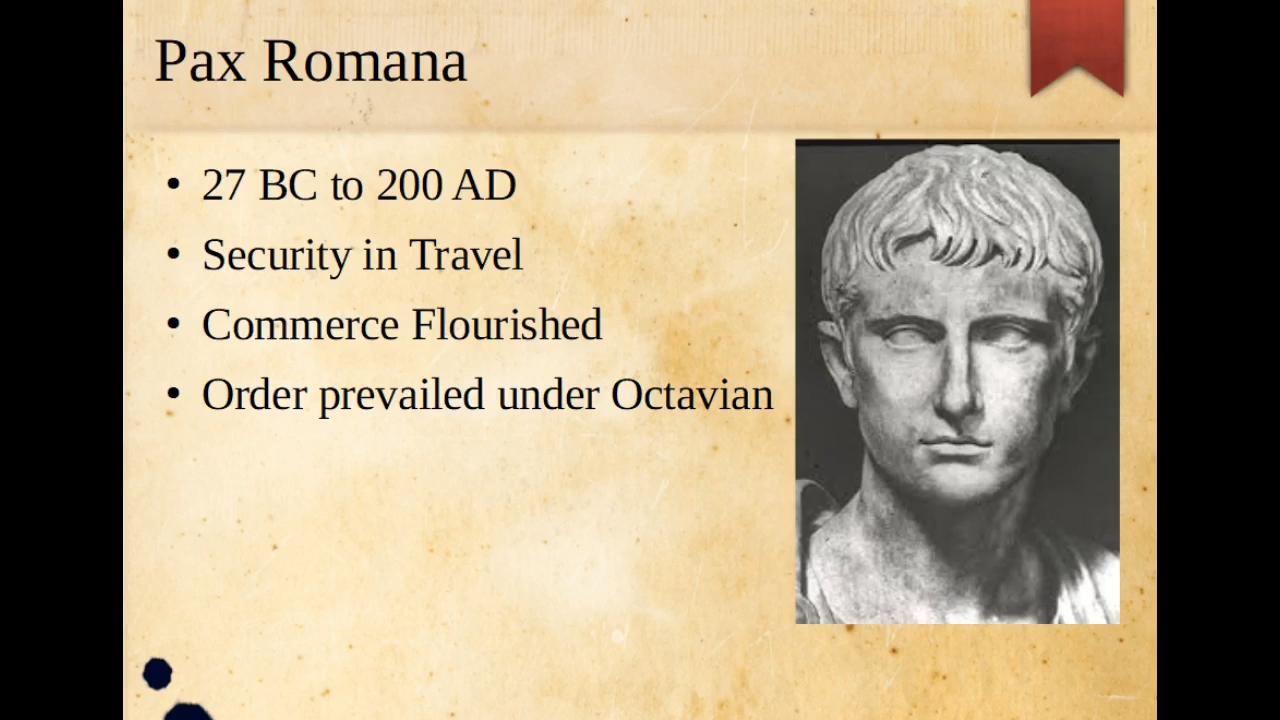 Pax Romana
• 27 BC to 200 AD
• Security in Travel
• Commerce Flourished
• Order prevailed under Octavian